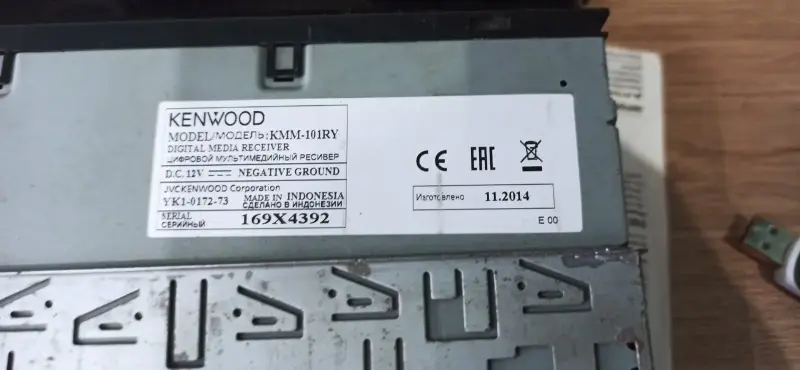 KENWOOD
MODEL/МОДЕЛЬ: KMM-101RY
DIGITAL MEDIA RECEIVER
ЦИФРОВОЙ МУЛЬТИМЕДИЙНЫЙ РЕСИВЕР
D.C. 12V NEGATIVE GROUND
JVCKENWOOD Corporation
YK1-0172-73 MADE IN INDONESIA
СДЕЛАНО В ИНДОНЕЗИИ
SERIAL
СЕРИЙНЫЙ 169X4392
CE EAC
Изготовлено 11.2014
E 00